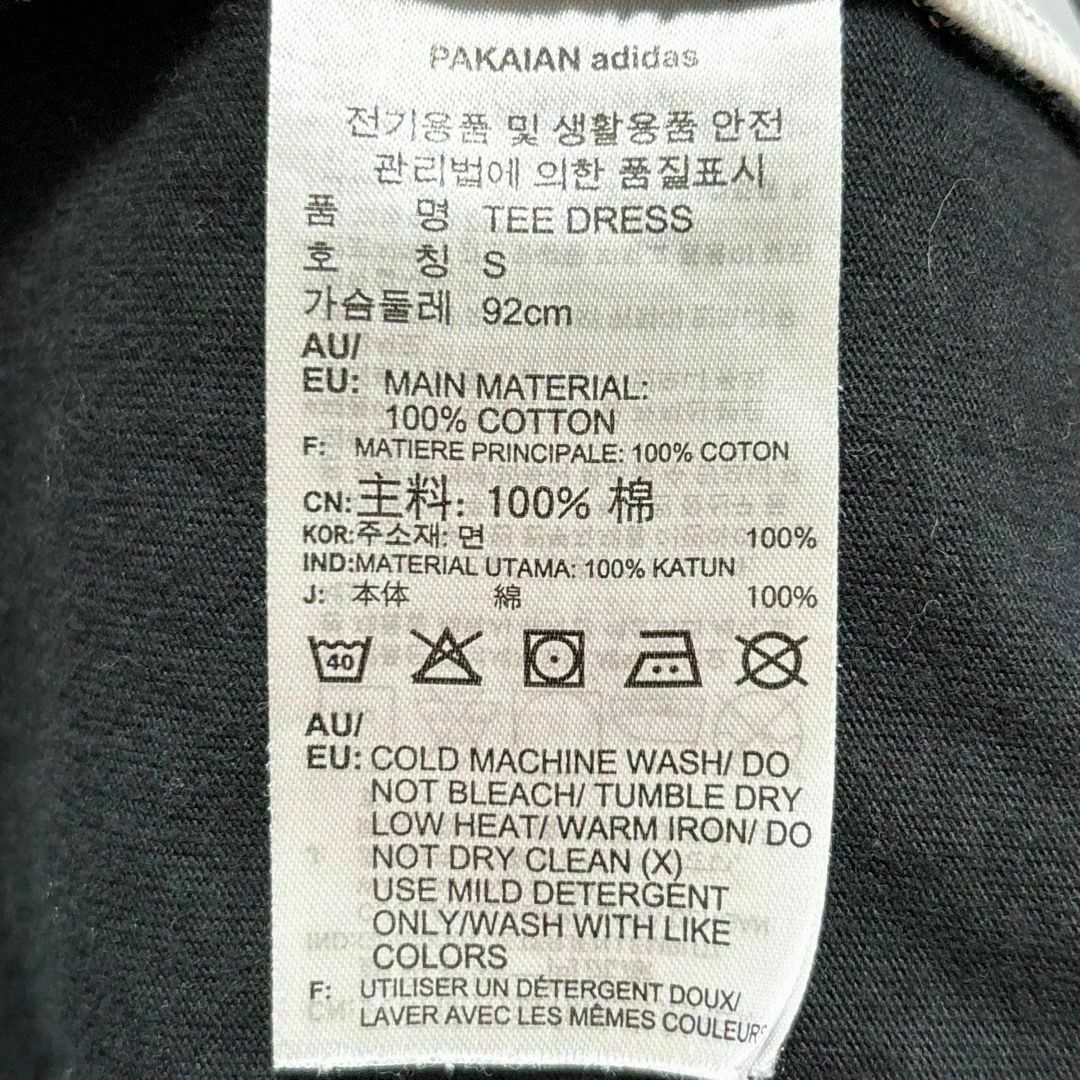 PAKAIAN adidas
전기용품 및 생활용품 안전
관리법에 의한 품질표시
품 명 TEE DRESS
호 칭 S
가슴둘레 92cm
AU/
EU: MAIN MATERIAL:
100% COTTON
F: MATIERE PRINCIPALE: 100% COTON
CN: 主料: 100% 棉
KOR:주소재: 면 100%
IND:MATERIAL UTAMA: 100% KATUN
J: 本体 綿 100%
40
AU/
EU: COLD MACHINE WASH/ DO
NOT BLEACH/ TUMBLE DRY
LOW HEAT/ WARM IRON/ DO
NOT DRY CLEAN (X)
USE MILD DETERGENT
ONLY/WASH WITH LIKE
COLORS
F: UTILISER UN DÉTERGENT DOUX/
LAVER AVEC LES MÊMES COULEURS